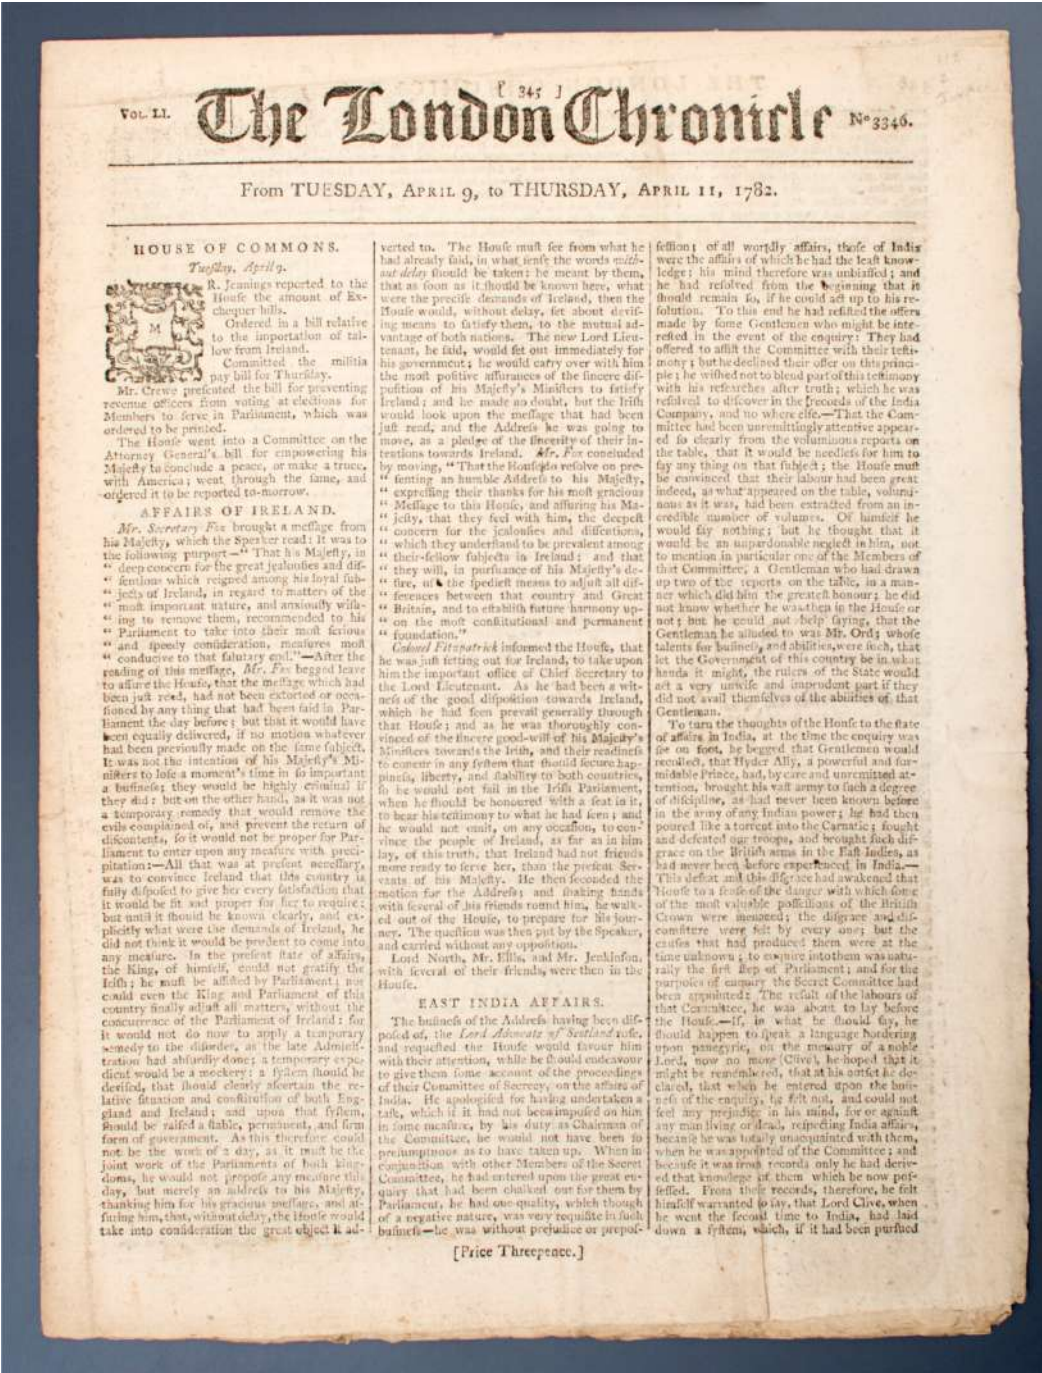 [ 345 ]
VOL. LI.
The London Chronicle
No 3346.
From TUESDAY, APRIL 9, to THURSDAY, APRIL 11, 1782.
HOUSE OF COMMONS.
Tueſday, April 9.
MR. Jennings reported to the
Houſe the amount of Ex-
chequer bills.
Ordered in a bill relative
to the importation of tal-
low from Ireland.
Committed the militia
pay bill for Thurſday.
Mr. Crewe preſented the bill for preventing
revenue officers from voting at elections for
Members to ſerve in Parliament, which was
ordered to be printed.
The Houſe went into a Committee on the
Attorney General's bill for empowering his
Majeſty to conclude a peace, or make a truce,
with America; went through the ſame, and
ordered it to be reported to-morrow.
AFFAIRS OF IRELAND.
Mr. Secretary Fox brought a meſſage from
his Majeſty, which the Speaker read: It was to
the following purport—" That his Majeſty, in
" deep concern for the great jealouſies and diſ-
" ſentions which reigned among his loyal ſub-
" jects of Ireland, in regard to matters of the
" moſt important nature, and anxiouſly wiſh-
" ing to remove them, recommended to his
" Parliament to take into their moſt ſerious
" and ſpeedy conſideration, meaſures moſt
" conducive to that ſalutary end."—After the
reading of this meſſage, Mr. Fox begged leave
to aſſure the Houſe, that the meſſage which had
been juſt read, had not been extorted or occa-
ſioned by any thing that had been ſaid in Par-
liament the day before; but that it would have
been equally delivered, if no motion whatever
had been previouſly made on the ſame ſubject.
It was not the intention of his Majeſty's Mi-
niſters to loſe a moment's time in ſo important
a buſineſs; they would be highly criminal if
they did: but on the other hand, as it was not
a temporary remedy that would remove the
evils complained of, and prevent the return of
diſcontents, ſo it would not be proper for Par-
liament to enter upon any meaſure with preci-
pitation:—All that was at preſent neceſſary,
was to convince Ireland that this country is
fully diſpoſed to give her every ſatisfaction that
it would be fit and proper for her to require;
but until it ſhould be known clearly, and ex-
plicitly what were the demands of Ireland, he
did not think it would be prudent to come into
any meaſure. In the preſent ſtate of affairs,
the King, of himſelf, could not gratify the
Iriſh; he muſt be aſſiſted by Parliament; nor
could even the King and Parliament of this
country finally adjuſt all matters, without the
concurrence of the Parliament of Ireland: for
it would not do now to apply a temporary
remedy to the diſorder, as the late Adminiſ-
tration had abſurdly done; a temporary expe-
dient would be a mockery: a ſyſtem ſhould be
deviſed, that ſhould clearly aſcertain the re-
lative ſituation and conſtitution of both En-
gland and Ireland; and upon that ſyſtem,
ſhould be raiſed a ſtable, permanent, and firm
form of government. As this therefore could
not be the work of a day, as it muſt be the
joint work of the Parliaments of both king-
doms, he would not propoſe any meaſure this
day, but merely an addreſs to his Majeſty,
thanking him for his gracious meſſage, and aſ-
ſuring him, that, without delay, the Houſe would
take into conſideration the great object it ad-
verted to. The Houſe muſt ſee from what he
had already ſaid, in what ſenſe the words with-
out delay ſhould be taken: he meant by them,
that as ſoon as it ſhould be known here, what
were the preciſe demands of Ireland, then the
Houſe would, without delay, ſet about deviſ-
ing means to ſatisfy them, to the mutual ad-
vantage of both nations. The new Lord Lieu-
tenant, he ſaid, would ſet out immediately for
his government; he would carry over with him
the moſt poſitive aſſurances of the ſincere diſ-
poſition of his Majeſty's Miniſters to ſatisfy
Ireland; and he made no doubt, but the Iriſh
would look upon the meſſage that had been
juſt read, and the Addreſs he was going to
move, as a pledge of the ſincerity of their in-
tentions towards Ireland. Mr. Fox concluded
by moving, " That the Houſe do reſolve on pre-
" ſenting an humble Addreſs to his Majeſty,
" expreſſing their thanks for his moſt gracious
" Meſſage to this Houſe, and aſſuring his Ma-
" jeſty, that they feel with him, the deepeſt
" concern for the jealouſies and diſſentions,
" which they underſtand to be prevalent among
" their fellow ſubjects in Ireland; and that
" they will, in purſuance of his Majeſty's de-
" ſire, uſe the ſpedieſt means to adjuſt all diſ-
" ferences between that country and Great
" Britain, and to eſtabliſh future harmony up-
" on the moſt conſtitutional and permanent
" foundation."
Colonel Fitzpatrick informed the Houſe, that
he was juſt ſetting out for Ireland, to take upon
him the important office of Chief Secretary to
the Lord Lieutenant. As he had been a wit-
neſs of the good diſpoſition towards Ireland,
which he had ſeen prevail generally through
that Houſe; and as he was thoroughly con-
vinced of the ſincere good-will of his Majeſty's
Miniſters towards the Iriſh, and their readineſs
to concur in any ſyſtem that ſhould ſecure hap-
pineſs, liberty, and ſtability to both countries,
ſo he would not fail in the Iriſh Parliament,
when he ſhould be honoured with a ſeat in it,
to bear his teſtimony to what he had ſeen; and
he would not omit, on any occaſion, to con-
vince the people of Ireland, as far as in him
lay, of this truth, that Ireland had not friends
more ready to ſerve her, than the preſent Ser-
vants of his Majeſty. He then ſeconded the
motion for the Addreſs; and ſhaking hands
with ſeveral of his friends round him, he walk-
ed out of the Houſe, to prepare for his jour-
ney. The queſtion was then put by the Speaker,
and carried without any oppoſition.
Lord North, Mr. Ellis, and Mr. Jenkinſon,
with ſeveral of their friends, were then in the
Houſe.
EAST INDIA AFFAIRS.
The buſineſs of the Addreſs having been diſ-
poſed of, the Lord Advocate of Scotland roſe,
and requeſted the Houſe would favour him
with their attention, while he ſhould endeavour
to give them ſome account of the proceedings
of their Committee of Secrecy, on the affairs of
India. He apologiſed for having undertaken a
taſk, which if it had not been impoſed on him
in ſome meaſure, by his duty as Chairman of
the Committee, he would not have been ſo
preſumptuous as to have taken up. When in
conjunction with other Members of the Secret
Committee, he had entered upon the great en-
quiry that had been chalked out for them by
Parliament, he had one quality, which though
of a negative nature, was very requiſite in ſuch
buſineſs—he was without prejudice or prepoſ-
ſeſſion; of all worldly affairs, thoſe of India
were the affairs of which he had the leaſt know-
ledge; his mind therefore was unbiaſſed; and
he had reſolved from the beginning that it
ſhould remain ſo, if he could act up to his re-
ſolution. To this end he had reſiſted the offers
made by ſome Gentlemen who might be inte-
reſted in the event of the enquiry: They had
offered to aſſiſt the Committee with their teſti-
mony; but he declined their offer on this princi-
ple; he wiſhed not to blend part of this teſtimony
with his reſearches after truth; which he was
reſolved to diſcover in the records of the India
Company, and no where elſe.—That the Com-
mittee had been unremittingly attentive appear-
ed ſo clearly from the voluminous reports on
the table, that it would be needleſs for him to
ſay any thing on that ſubject; the Houſe muſt
be convinced that their labour had been great
indeed, as what appeared on the table, volumi-
nous as it was, had been extracted from an in-
credible number of volumes. Of himſelf he
would ſay nothing; but he thought that it
would be an unpardonable neglect in him, not
to mention in particular one of the Members of
that Committee, a Gentleman who had drawn
up two of the reports on the table, in a man-
ner which did him the greateſt honour; he did
not know whether he was then in the Houſe or
not; but he could not help ſaying, that the
Gentleman he alluded to was Mr. Ord; whoſe
talents for buſineſs, and abilities, were ſuch, that
let the Government of this country be in what
hands it might, the rulers of the State would
act a very unwiſe and imprudent part if they
did not avail themſelves of the abilities of that
Gentleman.
To turn the thoughts of the Houſe to the ſtate
of affairs in India, at the time the enquiry was
ſet on foot, he begged that Gentlemen would
recollect, that Hyder Ally, a powerful and for-
midable Prince, had, by care and unremitted at-
tention, brought his vaſt army to ſuch a degree
of diſcipline, as had never been known before
in the army of any Indian power; he had then
poured like a torrent into the Carnatic; fought
and defeated our troops, and brought ſuch diſ-
grace on the Britiſh arms in the Eaſt-Indies, as
had never been before experienced in India.—
This defeat and this diſgrace had awakened that
Houſe to a ſenſe of the danger with which ſome
of the moſt valuable poſſeſſions of the Britiſh
Crown were menaced; the diſgrace and diſ-
comfiture were felt by every one; but the
cauſes that had produced them were at the
time unknown; to enquire into them was natu-
rally the firſt ſtep of Parliament; and for the
purpoſes of enquiry the Secret Committee had
been appointed: The reſult of the labours of
that Committee, he was about to lay before
the Houſe.—If, in what he ſhould ſay, he
ſhould happen to ſpeak a language bordering
upon panegyric, on the memory of a noble
Lord, now no more (Clive), he hoped that it
might be remembered, that at his outſet he de-
clared, that when he entered upon the buſi-
neſs of the enquiry, he felt not, and could not
feel any prejudice in his mind, for or againſt
any man living or dead, reſpecting India affairs,
becauſe he was totally unacquainted with them,
when he was appointed of the Committee; and
becauſe it was from records only he had deriv-
ed that knowlege of them which he now poſ-
ſeſſed. From theſe records, therefore, he felt
himſelf warranted to ſay, that Lord Clive, when
he went the ſecond time to India, had laid
down a ſyſtem, which, if it had been purſued
[Price Threepence.]